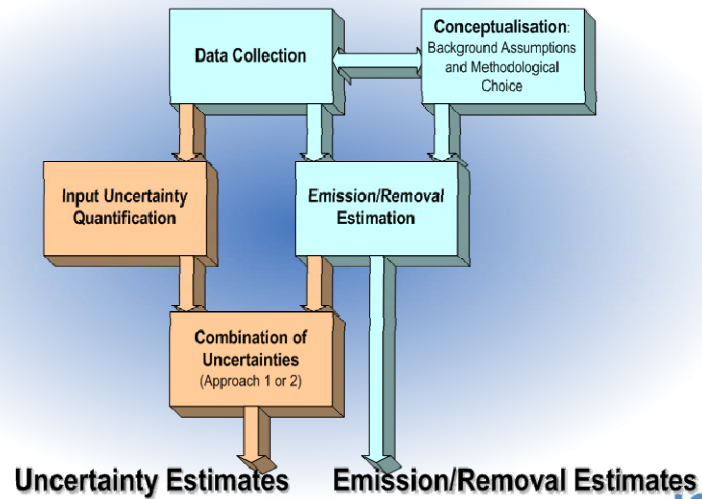 Data Collection
Conceptualisation:
Background Assumptions
and Methodological
Choice
Input Uncertainty
Quantification
Emission/Removal
Estimation
Combination of
Uncertainties
(Approach 1 or 2)
Uncertainty Estimates
Emission/Removal Estimates